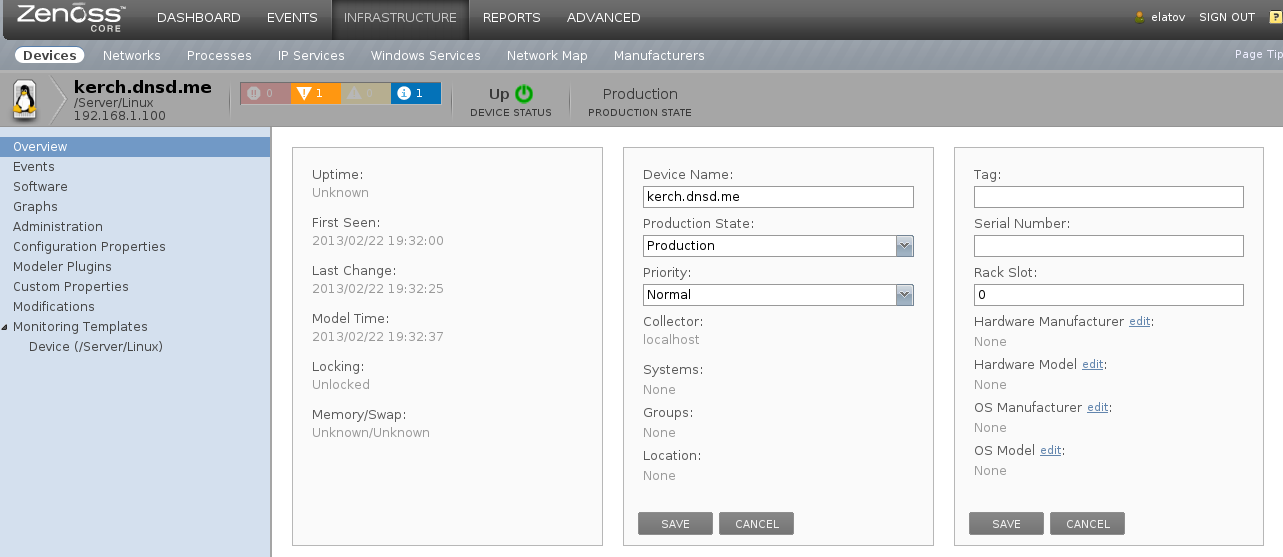 Zenoss™ CORE
DASHBOARD EVENTS INFRASTRUCTURE REPORTS ADVANCED elatov SIGN OUT ?
Devices Networks Processes IP Services Windows Services Network Map Manufacturers Page Tip
kerch.dnsd.me
/Server/Linux
192.168.1.100
0 1 0 1
Up
DEVICE STATUS
Production
PRODUCTION STATE
Overview
Events
Software
Graphs
Administration
Configuration Properties
Modeler Plugins
Custom Properties
Modifications
Monitoring Templates
Device (/Server/Linux)
Uptime:
Unknown
First Seen:
2013/02/22 19:32:00
Last Change:
2013/02/22 19:32:25
Model Time:
2013/02/22 19:32:37
Locking:
Unlocked
Memory/Swap:
Unknown/Unknown
Device Name:
kerch.dnsd.me
Production State:
Production
Priority:
Normal
Collector:
localhost
Systems:
None
Groups:
None
Location:
None
SAVE CANCEL
Tag:
Serial Number:
Rack Slot:
0
Hardware Manufacturer edit:
None
Hardware Model edit:
None
OS Manufacturer edit:
None
OS Model edit:
None
SAVE CANCEL